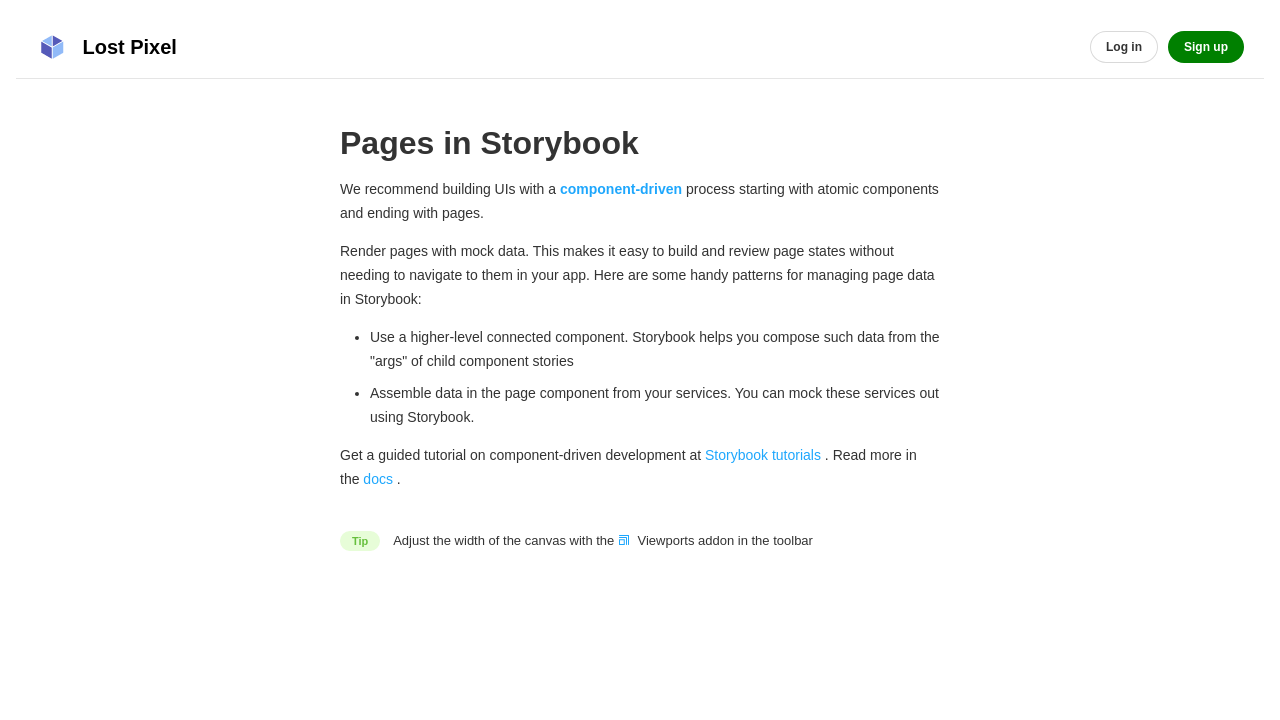 Lost Pixel
Log in
Sign up
Pages in Storybook
We recommend building UIs with a component-driven process starting with atomic components
and ending with pages.
Render pages with mock data. This makes it easy to build and review page states without
needing to navigate to them in your app. Here are some handy patterns for managing page data
in Storybook:
• Use a higher-level connected component. Storybook helps you compose such data from the
"args" of child component stories
• Assemble data in the page component from your services. You can mock these services out
using Storybook.
Get a guided tutorial on component-driven development at Storybook tutorials . Read more in
the docs .
Tip Adjust the width of the canvas with the Viewports addon in the toolbar